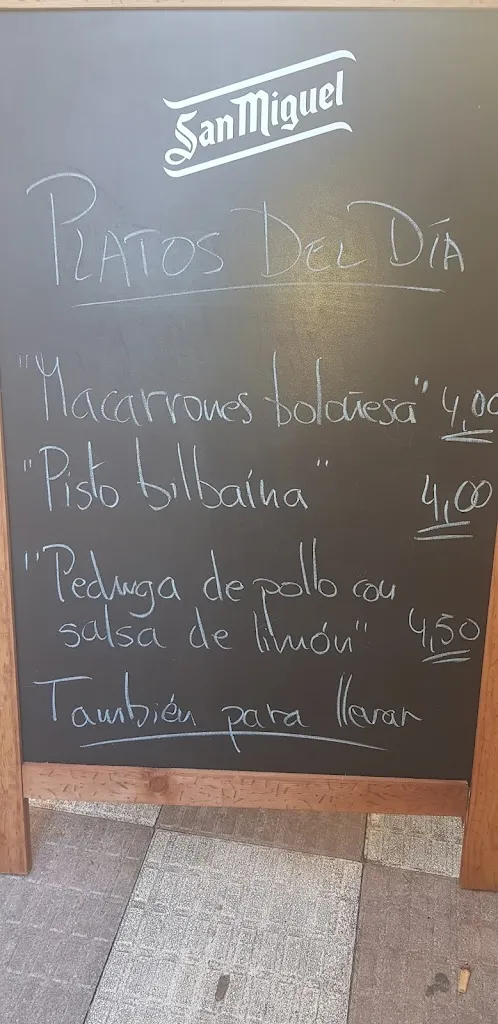 San Miguel
PLATOS DEL DÍA
"Macarrones boloñesa" 4,00
"Pisto bilbaína" 4,00
"Pechuga de pollo con
salsa de limón" 4,50
También para llevar